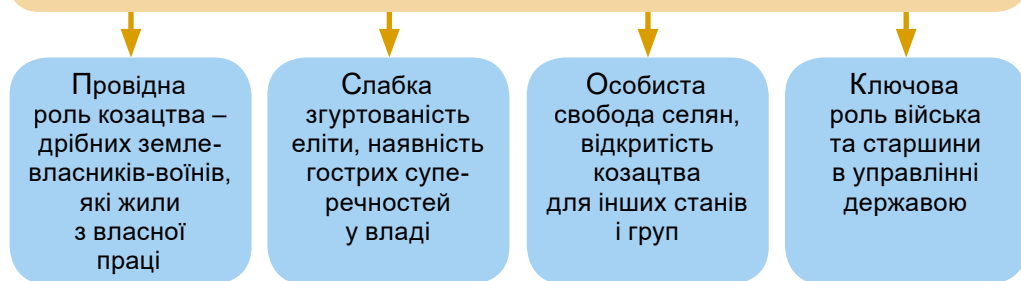 Провідна
роль козацтва –
дрібних земле-
власників-воїнів,
які жили
з власної
праці
Слабка
згуртованість
еліти, наявність
гострих супе-
речностей
у владі
Особиста
свобода селян,
відкритість
козацтва
для інших станів
і груп
Ключова
роль війська
та старшини
в управлінні
державою